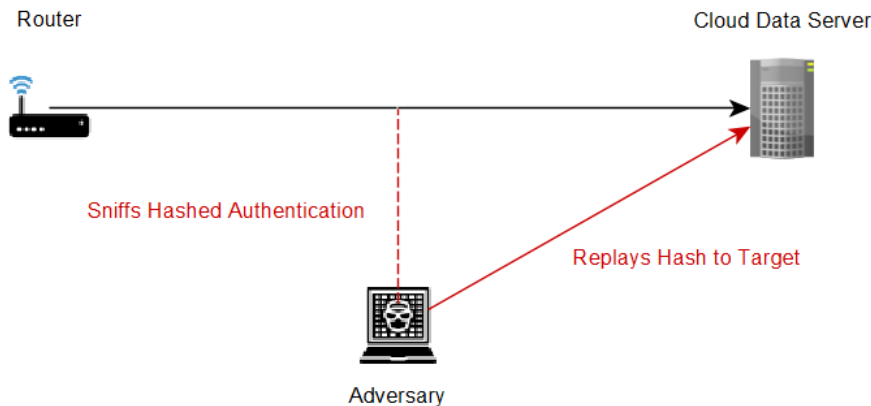 Router
Cloud Data Server
Sniffs Hashed Authentication
Replays Hash to Target
Adversary